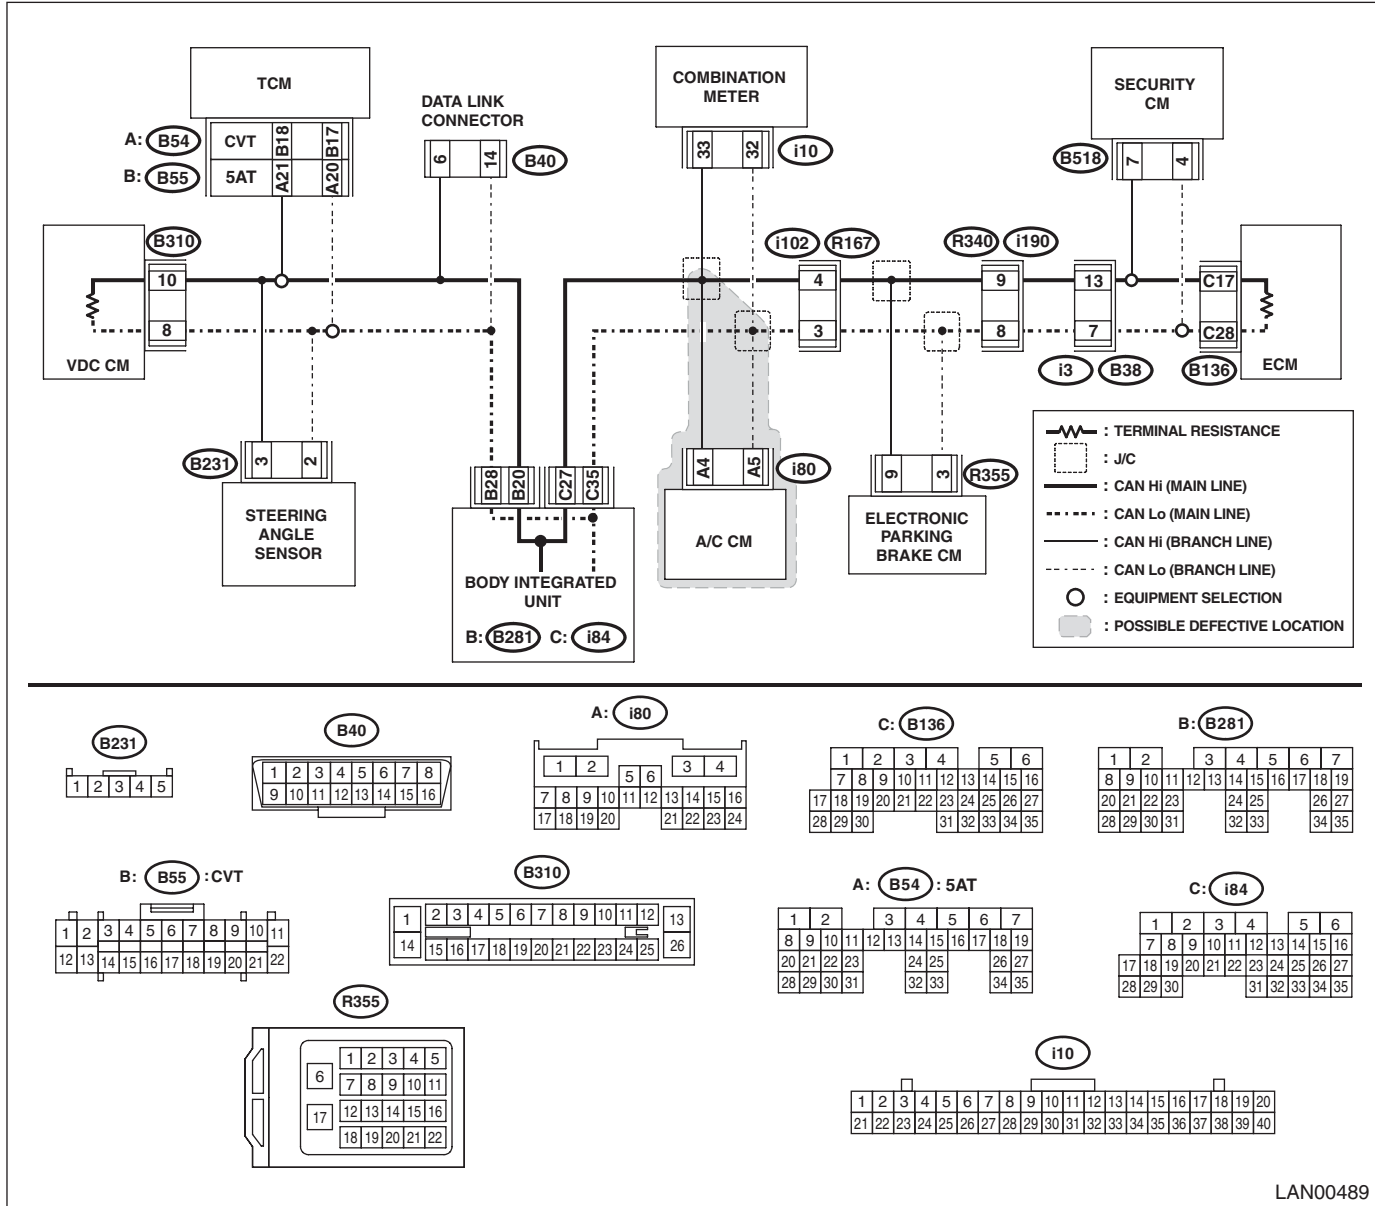 TCM
COMBINATION
METER
SECURITY
CM
DATA LINK
CONNECTOR
A: B54 CVT B18 B17
B: B55 5AT A21 A20
6 14 B40
33 32 i10
B518 7 4
B310
i102 R167
R340 i190
10 4 9 13 C17
8 3 8 7 C28
VDC CM
i3 B38 B136 ECM
B231 3 2
B28 B20 C27 C35
A4 A5 i80
9 3 R355
STEERING
ANGLE
SENSOR
BODY INTEGRATED
UNIT
B: B281 C: i84
A/C CM
ELECTRONIC
PARKING
BRAKE CM
: TERMINAL RESISTANCE
: J/C
: CAN Hi (MAIN LINE)
: CAN Lo (MAIN LINE)
: CAN Hi (BRANCH LINE)
: CAN Lo (BRANCH LINE)
: EQUIPMENT SELECTION
: POSSIBLE DEFECTIVE LOCATION
B231
1 2 3 4 5
B40
1 2 3 4 5 6 7 8
9 10 11 12 13 14 15 16
A: i80
1 2 5 6 3 4
7 8 9 10 11 12 13 14 15 16
17 18 19 20 21 22 23 24
C: B136
1 2 3 4 5 6
7 8 9 10 11 12 13 14 15 16
17 18 19 20 21 22 23 24 25 26 27
28 29 30 31 32 33 34 35
B: B281
1 2 3 4 5 6 7
8 9 10 11 12 13 14 15 16 17 18 19
20 21 22 23 24 25 26 27
28 29 30 31 32 33 34 35
B: B55 :CVT
1 2 3 4 5 6 7 8 9 10 11
12 13 14 15 16 17 18 19 20 21 22
B310
1 2 3 4 5 6 7 8 9 10 11 12 13
14 15 16 17 18 19 20 21 22 23 24 25 26
A: B54 : 5AT
1 2 3 4 5 6 7
8 9 10 11 12 13 14 15 16 17 18 19
20 21 22 23 24 25 26 27
28 29 30 31 32 33 34 35
C: i84
1 2 3 4 5 6
7 8 9 10 11 12 13 14 15 16
17 18 19 20 21 22 23 24 25 26 27
28 29 30 31 32 33 34 35
R355
1 2 3 4 5
6 7 8 9 10 11
17 12 13 14 15 16
18 19 20 21 22
i10
1 2 3 4 5 6 7 8 9 10 11 12 13 14 15 16 17 18 19 20
21 22 23 24 25 26 27 28 29 30 31 32 33 34 35 36 37 38 39 40
LAN00489